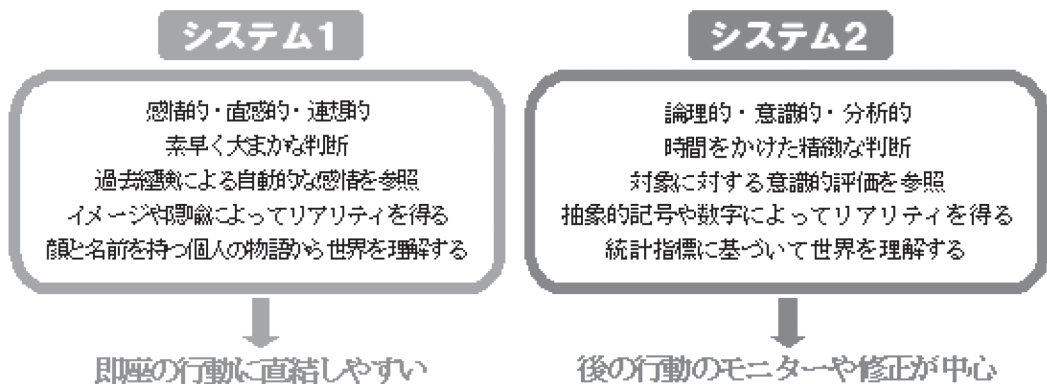 システム1
感情的・直感的・連想的
素早く大まかな判断
過去経験による自動的な感情を参照
イメージや隠喩によってリアリティを得る
顔と名前を持つ個人の物語から世界を理解する
即座の行動に直結しやすい
システム2
論理的・意識的・分析的
時間をかけた精緻な判断
対象に対する意識的評価を参照
抽象的記号や数字によってリアリティを得る
統計指標に基づいて世界を理解する
後の行動のモニターや修正が中心